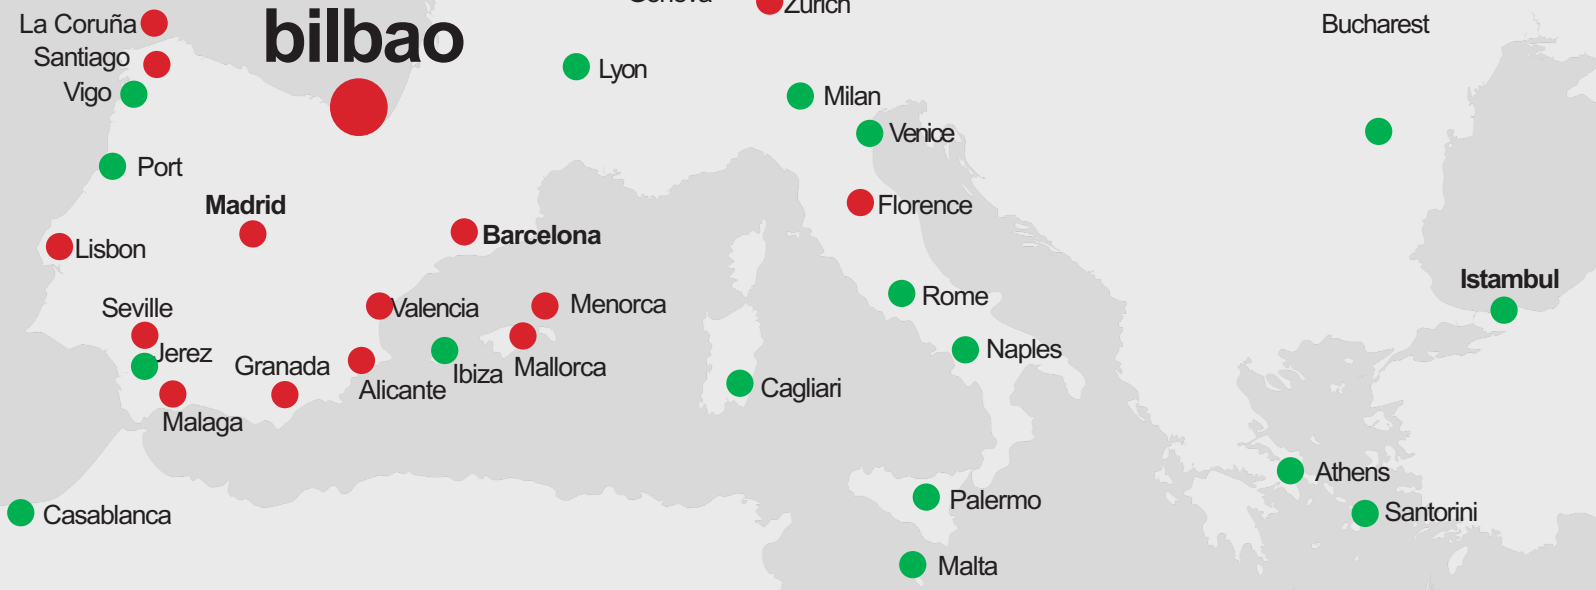 Genova
Zurich
La Coruña
bilbao
Bucharest
Santiago
Lyon
Vigo
Milan
Venice
Port
Madrid
Florence
Barcelona
Lisbon
Istambul
Rome
Seville
Valencia
Menorca
Jerez
Naples
Granada
Ibiza
Mallorca
Alicante
Cagliari
Malaga
Athens
Palermo
Santorini
Casablanca
Malta